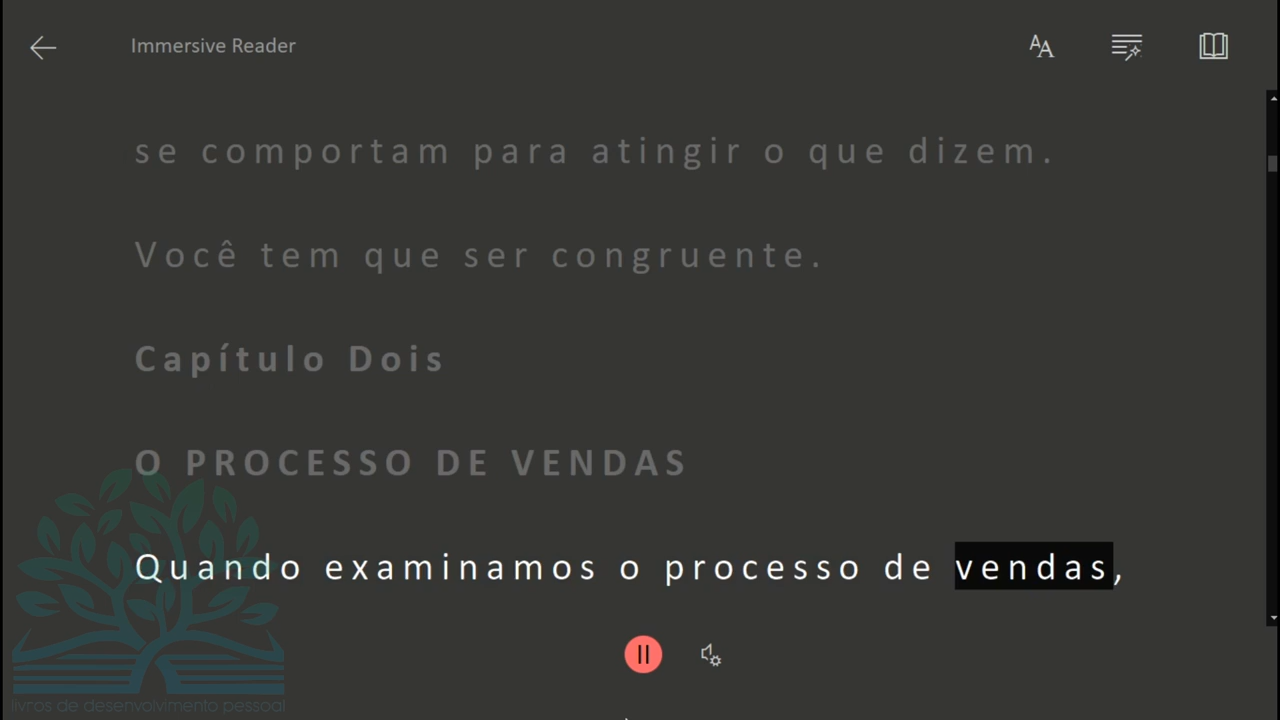 Immersive Reader
se comportam para atingir o que dizem.
Você tem que ser congruente.
Capítulo Dois
O PROCESSO DE VENDAS
Quando examinamos o processo de vendas,
livros de desenvolvimento pessoal